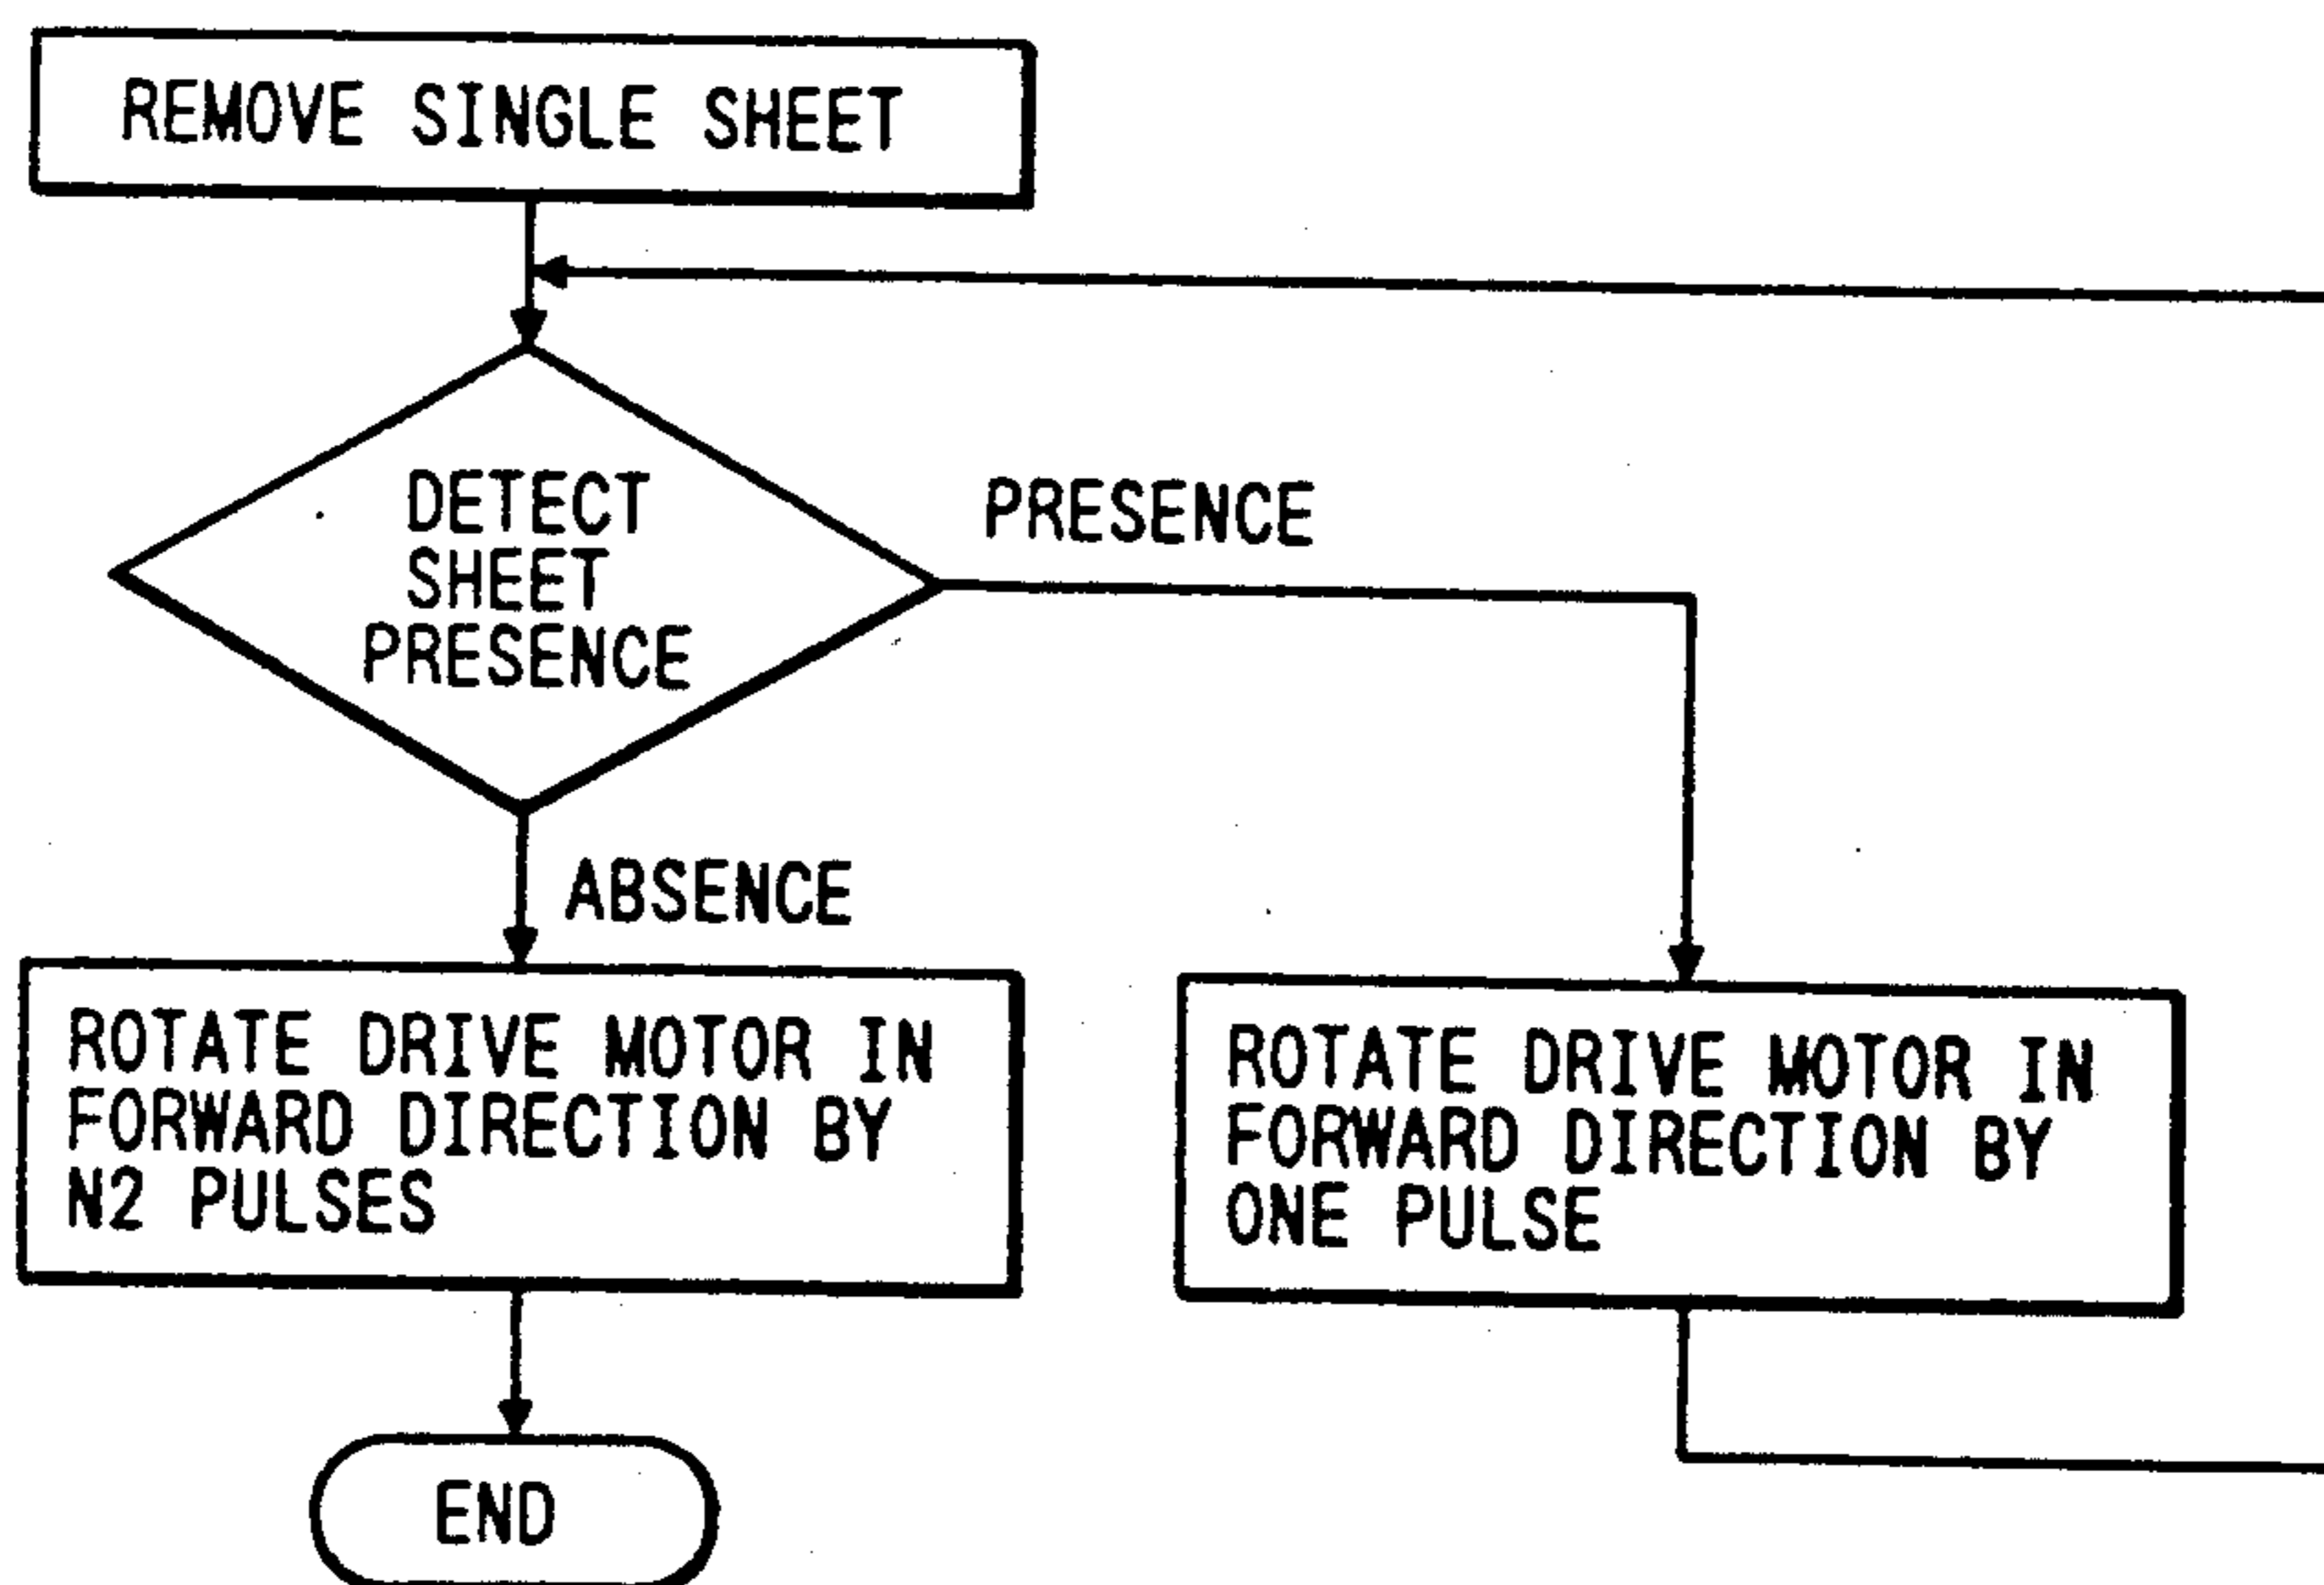 REMOVE SINGLE SHEET
DETECT
SHEET
PRESENCE
PRESENCE
ABSENCE
ROTATE DRIVE MOTOR IN
FORWARD DIRECTION BY
N2 PULSES
ROTATE DRIVE MOTOR IN
FORWARD DIRECTION BY
ONE PULSE
END